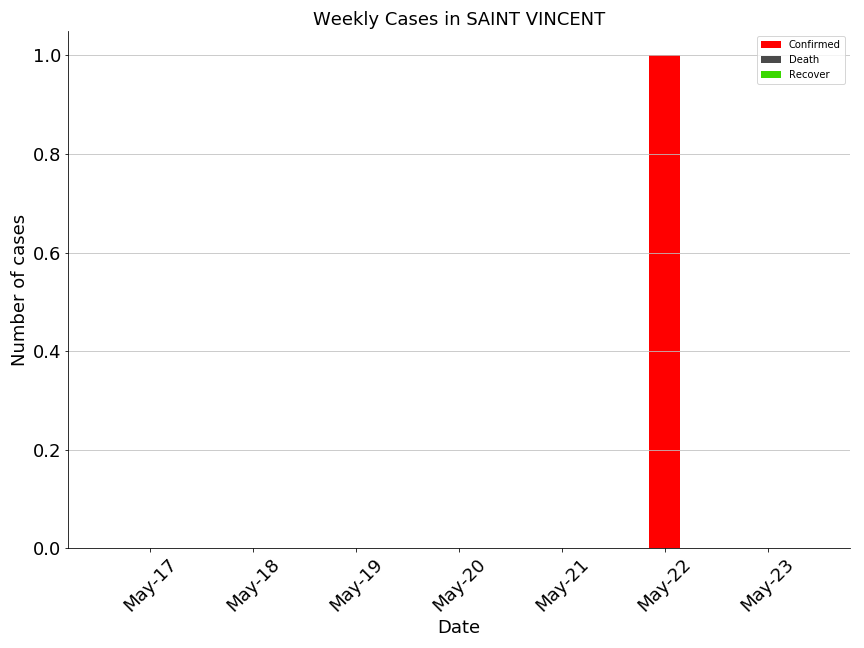 Weekly Cases in SAINT VINCENT
Confirmed
Death
Recover
Number of cases
1.0
0.8
0.6
0.4
0.2
0.0
May-17
May-18
May-19
May-20
May-21
May-22
May-23
Date